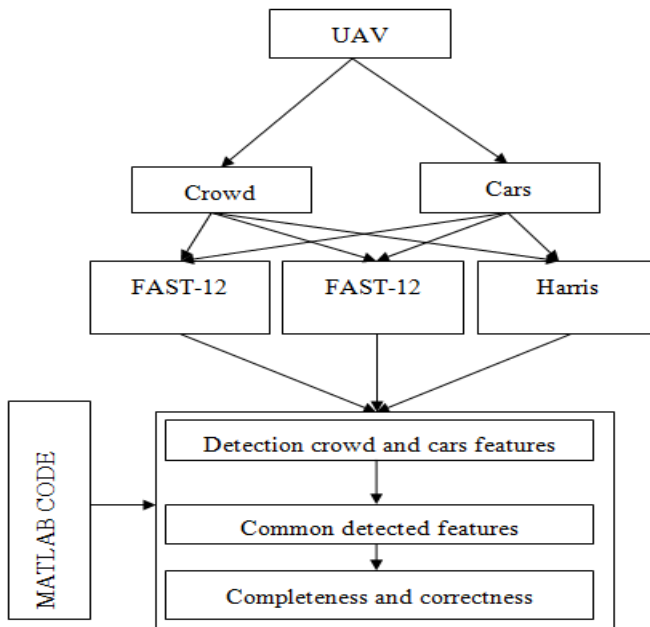 UAV
Crowd
Cars
FAST-12
FAST-12
Harris
MATLAB CODE
Detection crowd and cars features
Common detected features
Completeness and correctness